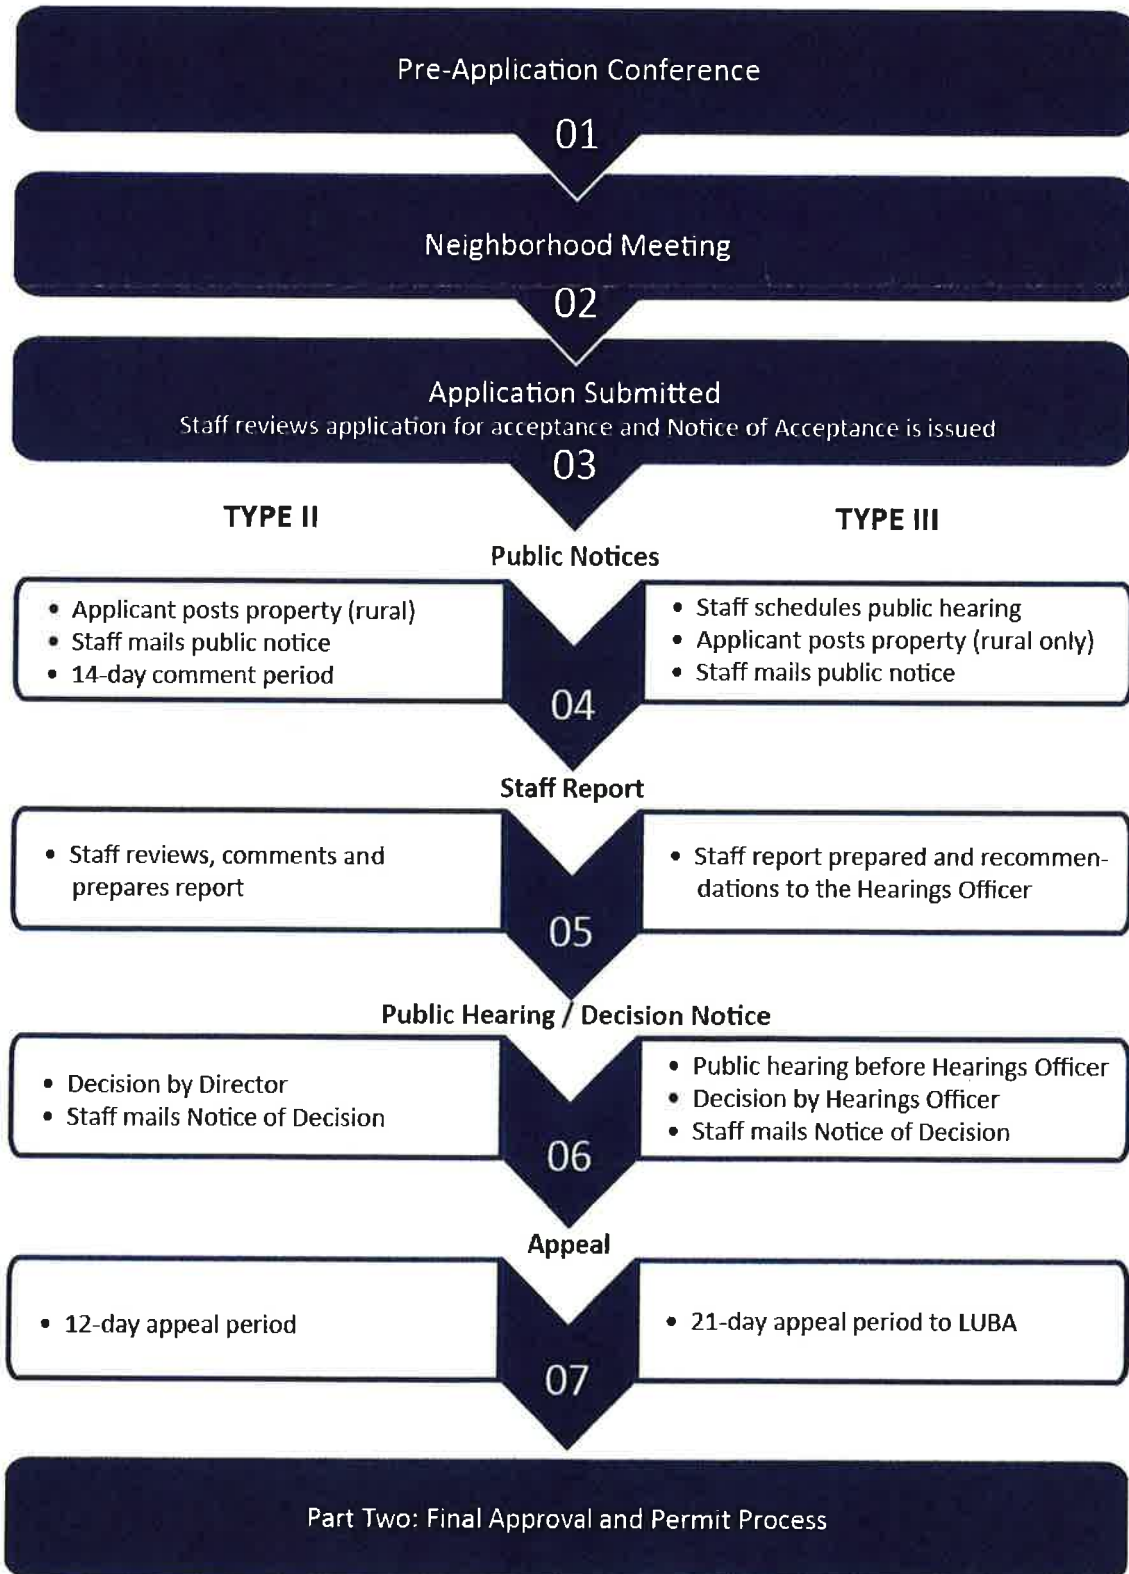 Pre-Application Conference
01
Neighborhood Meeting
02
Application Submitted
Staff reviews application for acceptance and Notice of Acceptance is issued
03
TYPE II
TYPE III
Public Notices
• Applicant posts property (rural)
• Staff mails public notice
• 14-day comment period
• Staff schedules public hearing
• Applicant posts property (rural only)
• Staff mails public notice
04
Staff Report
• Staff reviews, comments and
prepares report
• Staff report prepared and recommen-
dations to the Hearings Officer
05
Public Hearing / Decision Notice
• Decision by Director
• Staff mails Notice of Decision
• Public hearing before Hearings Officer
• Decision by Hearings Officer
• Staff mails Notice of Decision
06
Appeal
• 12-day appeal period
• 21-day appeal period to LUBA
07
Part Two: Final Approval and Permit Process